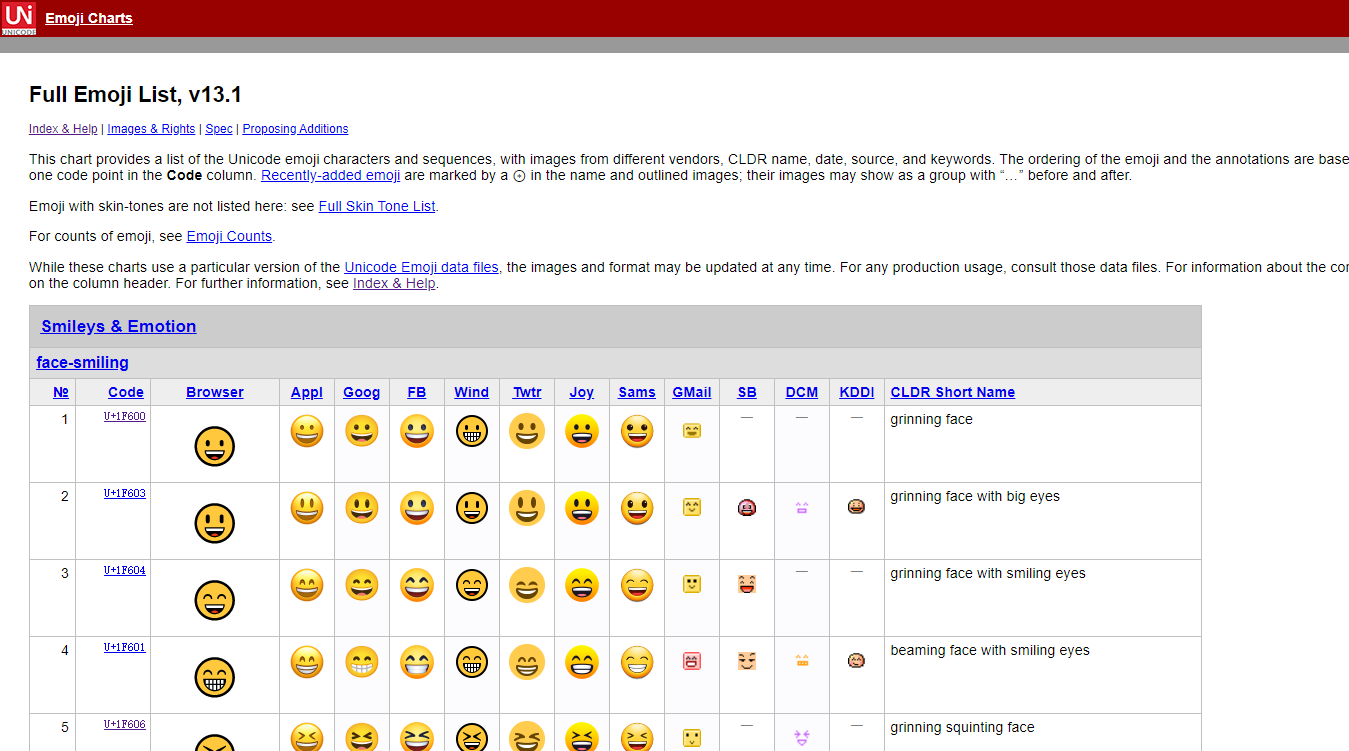 UNi
UNICODE
Emoji Charts
Full Emoji List, v13.1
Index & Help | Images & Rights | Spec | Proposing Additions
This chart provides a list of the Unicode emoji characters and sequences, with images from different vendors, CLDR name, date, source, and keywords. The ordering of the emoji and the annotations are base
one code point in the Code column. Recently-added emoji are marked by a ⊙ in the name and outlined images; their images may show as a group with “…” before and after.
Emoji with skin-tones are not listed here: see Full Skin Tone List.
For counts of emoji, see Emoji Counts.
While these charts use a particular version of the Unicode Emoji data files, the images and format may be updated at any time. For any production usage, consult those data files. For information about the co
on the column header. For further information, see Index & Help.
Smileys & Emotion
face-smiling
№ Code Browser Appl Goog FB Wind Twtr Joy Sams GMail SB DCM KDDI CLDR Short Name
1 U+1F600 — — — grinning face
2 U+1F603 grinning face with big eyes
3 U+1F604 — — grinning face with smiling eyes
4 U+1F601 beaming face with smiling eyes
5 U+1F606 — — grinning squinting face